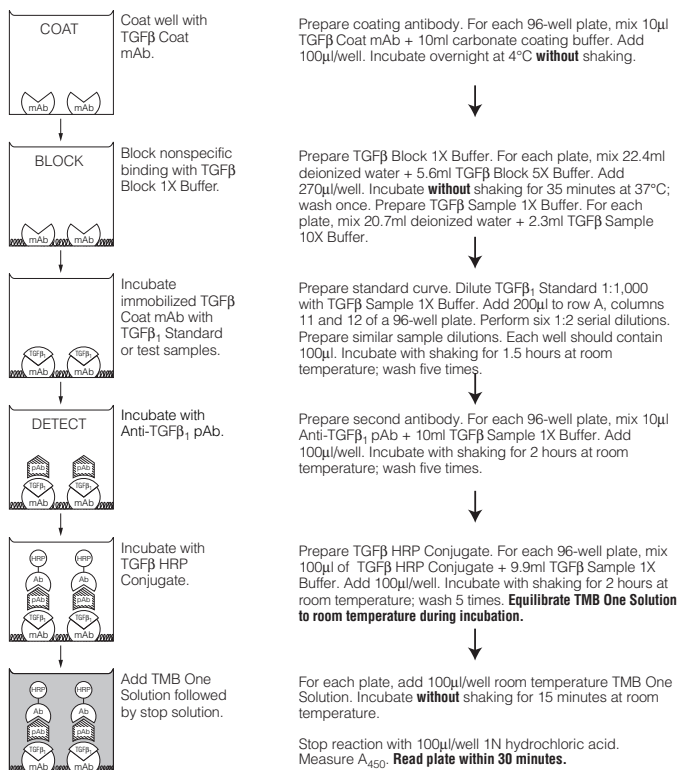 COAT
mAb mAb
Coat well with
TGFβ Coat
mAb.
Prepare coating antibody. For each 96-well plate, mix 10µl
TGFβ Coat mAb + 10ml carbonate coating buffer. Add
100µl/well. Incubate overnight at 4°C without shaking.
BLOCK
mAb mAb
Block nonspecific
binding with TGFβ
Block 1X Buffer.
Prepare TGFβ Block 1X Buffer. For each plate, mix 22.4ml
deionized water + 5.6ml TGFβ Block 5X Buffer. Add
270µl/well. Incubate without shaking for 35 minutes at 37°C;
wash once. Prepare TGFβ Sample 1X Buffer. For each
plate, mix 20.7ml deionized water + 2.3ml TGFβ Sample
10X Buffer.
TGFβ₁ TGFβ₁
mAb mAb
Incubate
immobilized TGFβ
Coat mAb with
TGFβ₁ Standard
or test samples.
Prepare standard curve. Dilute TGFβ₁ Standard 1:1,000
with TGFβ Sample 1X Buffer. Add 200µl to row A, columns
11 and 12 of a 96-well plate. Perform six 1:2 serial dilutions.
Prepare similar sample dilutions. Each well should contain
100µl. Incubate with shaking for 1.5 hours at room
temperature; wash five times.
DETECT
pAb pAb
TGFβ₁ TGFβ₁
mAb mAb
Incubate with
Anti-TGFβ₁ pAb.
Prepare second antibody. For each 96-well plate, mix 10µl
Anti-TGFβ₁ pAb + 10ml TGFβ Sample 1X Buffer. Add
100µl/well. Incubate with shaking for 2 hours at room
temperature; wash five times.
HRP HRP
Ab Ab
pAb pAb
TGFβ₁ TGFβ₁
mAb mAb
Incubate with
TGFβ HRP
Conjugate.
Prepare TGFβ HRP Conjugate. For each 96-well plate, mix
100µl of TGFβ HRP Conjugate + 9.9ml TGFβ Sample 1X
Buffer. Add 100µl/well. Incubate with shaking for 2 hours at
room temperature; wash 5 times. Equilibrate TMB One Solution
to room temperature during incubation.
HRP HRP
Ab Ab
pAb pAb
TGFβ₁ TGFβ₁
mAb mAb
Add TMB One
Solution followed
by stop solution.
For each plate, add 100µl/well room temperature TMB One
Solution. Incubate without shaking for 15 minutes at room
temperature.
Stop reaction with 100µl/well 1N hydrochloric acid.
Measure A₄₅₀. Read plate within 30 minutes.